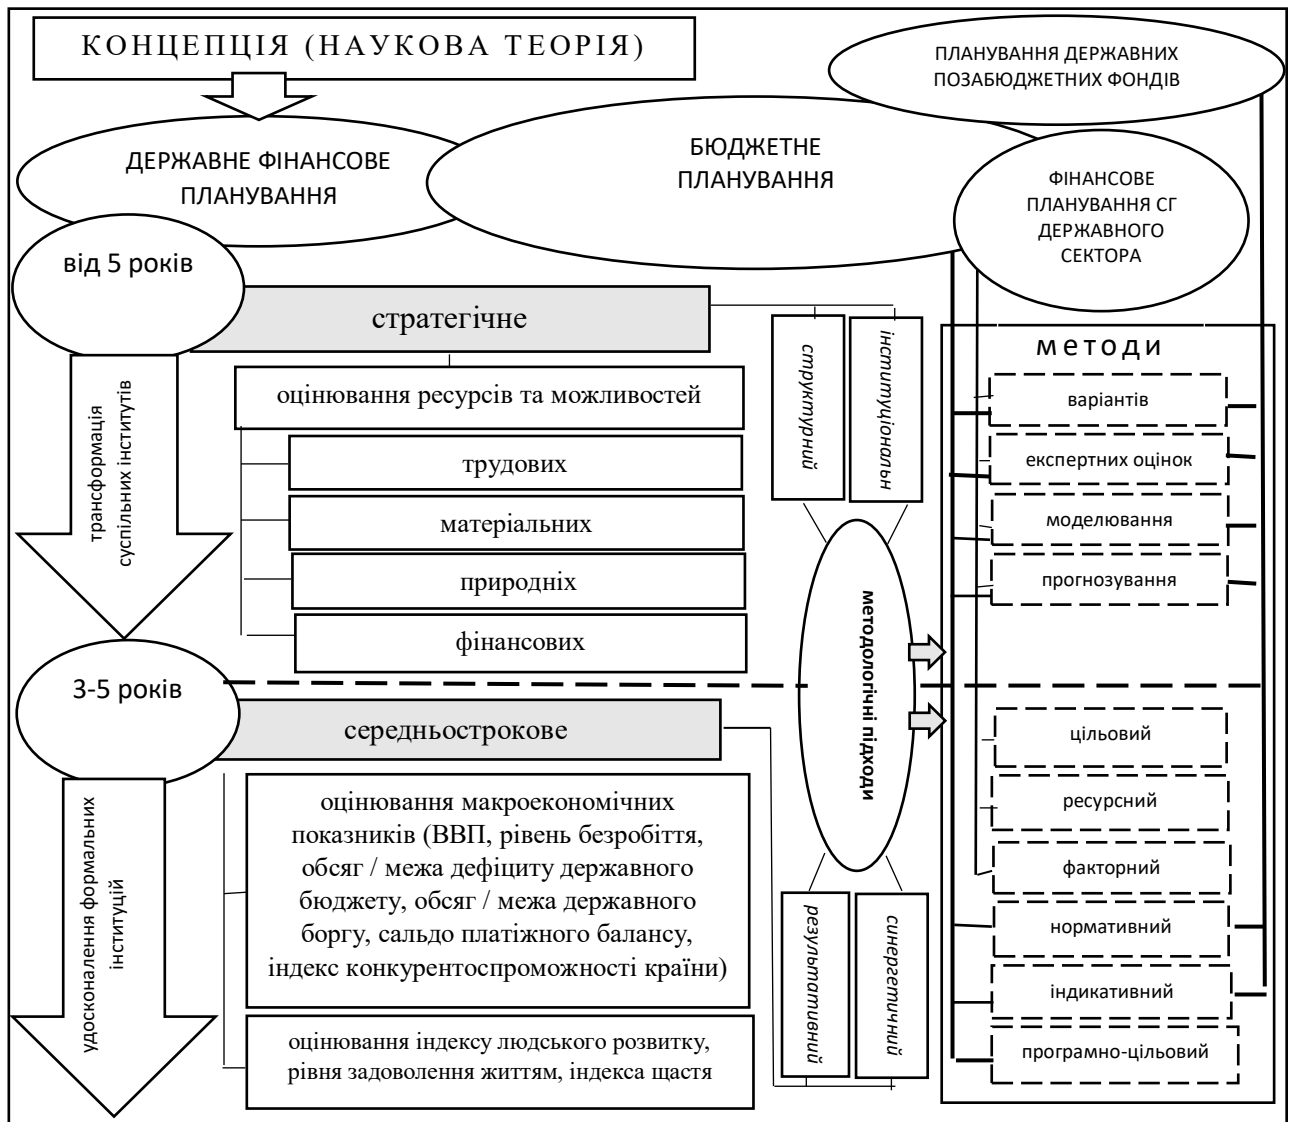 КОНЦЕПЦІЯ (НАУКОВА ТЕОРІЯ)
ПЛАНУВАННЯ ДЕРЖАВНИХ
ПОЗАБЮДЖЕТНИХ ФОНДІВ
ДЕРЖАВНЕ ФІНАНСОВЕ
ПЛАНУВАННЯ
БЮДЖЕТНЕ
ПЛАНУВАННЯ
ФІНАНСОВЕ
ПЛАНУВАННЯ СГ
ДЕРЖАВНОГО
СЕКТОРА
від 5 років
стратегічне
трансформація
суспільних інститутів
оцінювання ресурсів та можливостей
трудових
матеріальних
природніх
фінансових
структурний
інституціональн
методологічні підходи
методи
варіантів
експертних оцінок
моделювання
прогнозування
3-5 років
середньострокове
удосконалення формальних
інституцій
оцінювання макроекономічних
показників (ВВП, рівень безробіття,
обсяг / межа дефіциту державного
бюджету, обсяг / межа державного
боргу, сальдо платіжного балансу,
індекс конкурентоспроможності країни)
оцінювання індексу людського розвитку,
рівня задоволення життям, індекса щастя
результативний
синергетичний
цільовий
ресурсний
факторний
нормативний
індикативний
програмно-цільовий